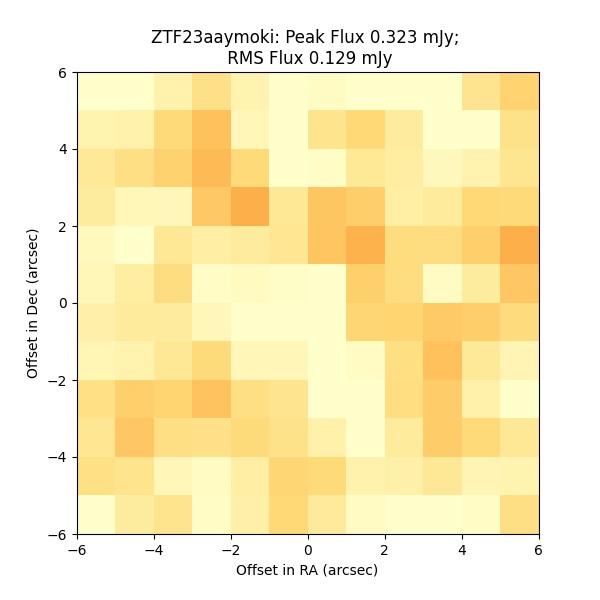 ZTF23aaymoki: Peak Flux 0.323 mJy;
RMS Flux 0.129 mJy
6
4
2
0
−2
−4
−6
Offset in Dec (arcsec)
−6 −4 −2 0 2 4 6
Offset in RA (arcsec)